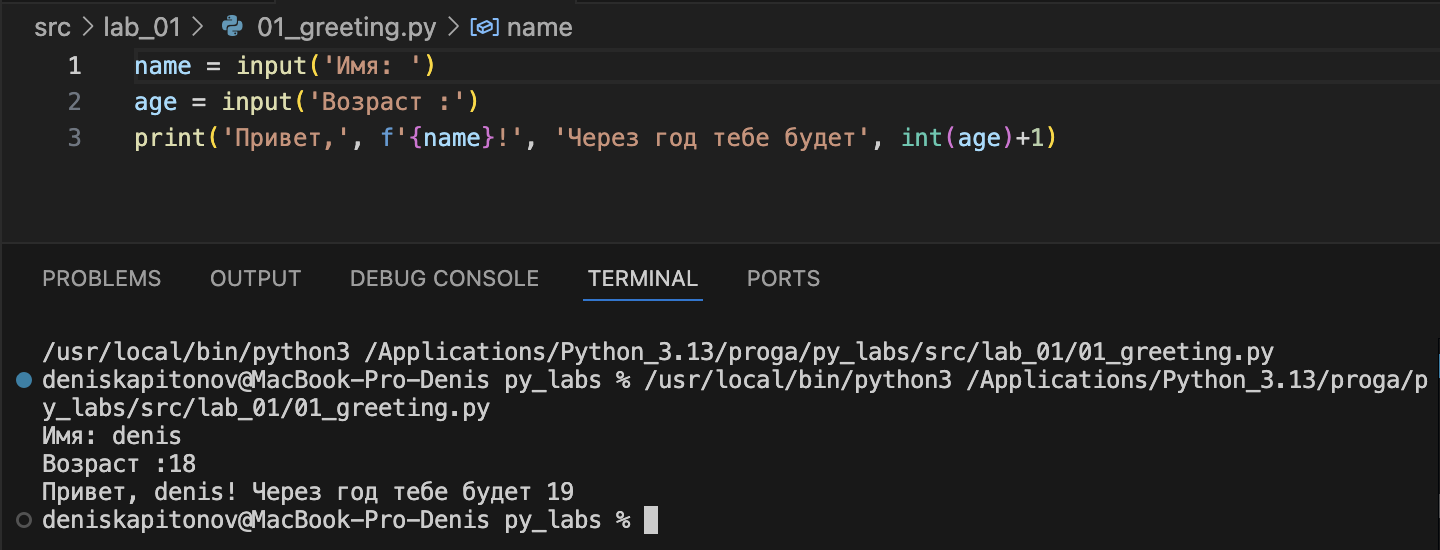 src > lab_01 > 01_greeting.py > name
1 name = input('Имя: ')
2 age = input('Возраст :')
3 print('Привет,', f'{name}!', 'Через год тебе будет', int(age)+1)
PROBLEMS OUTPUT DEBUG CONSOLE TERMINAL PORTS
/usr/local/bin/python3 /Applications/Python_3.13/proga/py_labs/src/lab_01/01_greeting.py
deniskapitonov@MacBook-Pro-Denis py_labs % /usr/local/bin/python3 /Applications/Python_3.13/proga/p
y_labs/src/lab_01/01_greeting.py
Имя: denis
Возраст :18
Привет, denis! Через год тебе будет 19
deniskapitonov@MacBook-Pro-Denis py_labs %